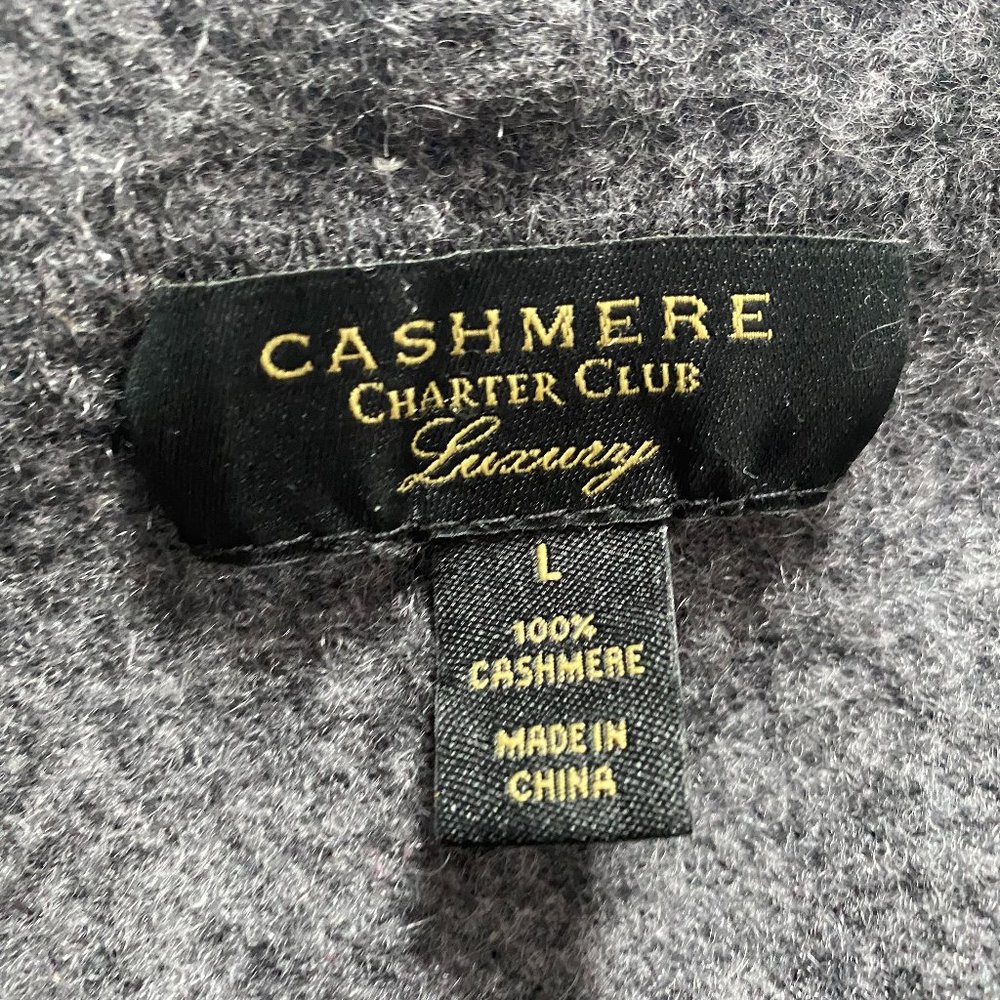 CASHMERE
CHARTER CLUB
Luxury
L
100%
CASHMERE
MADE IN
CHINA